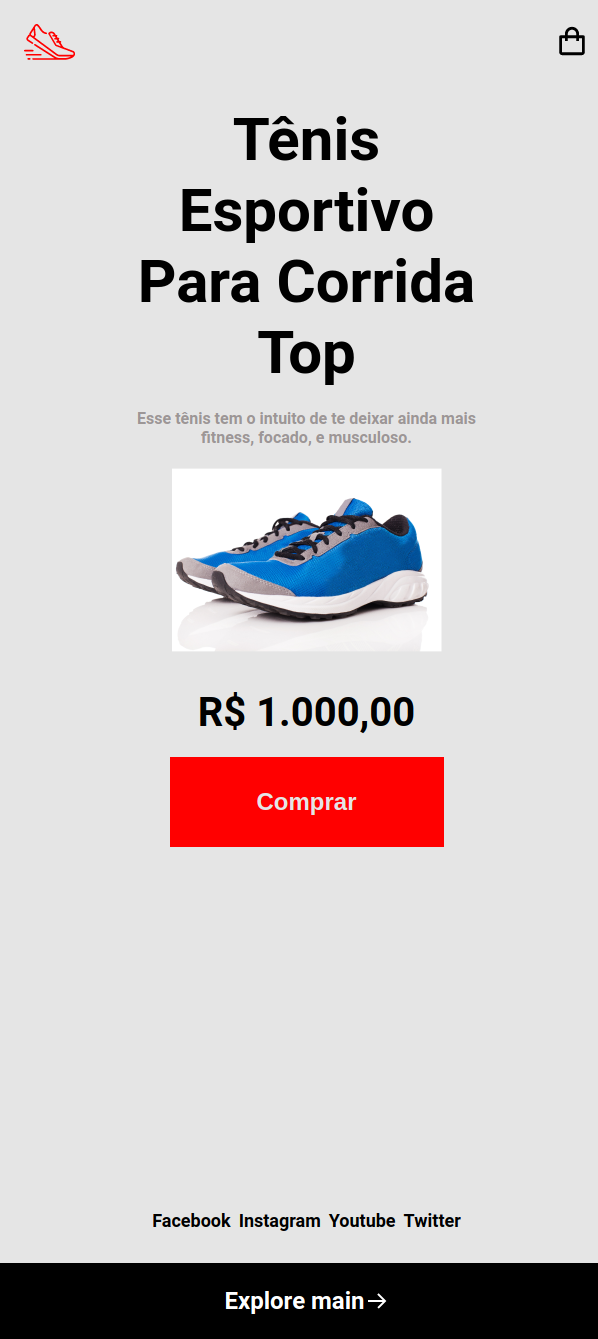 Tênis
Esportivo
Para Corrida
Top
Esse tênis tem o intuito de te deixar ainda mais
fitness, focado, e musculoso.
R$ 1.000,00
Comprar
Facebook Instagram Youtube Twitter
Explore main→